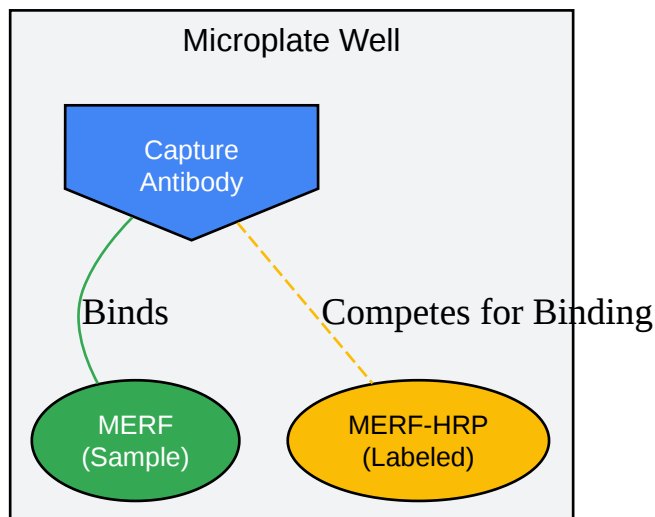 Microplate Well
Capture
Antibody
Binds
Competes for Binding
MERF
(Sample)
MERF-HRP
(Labeled)